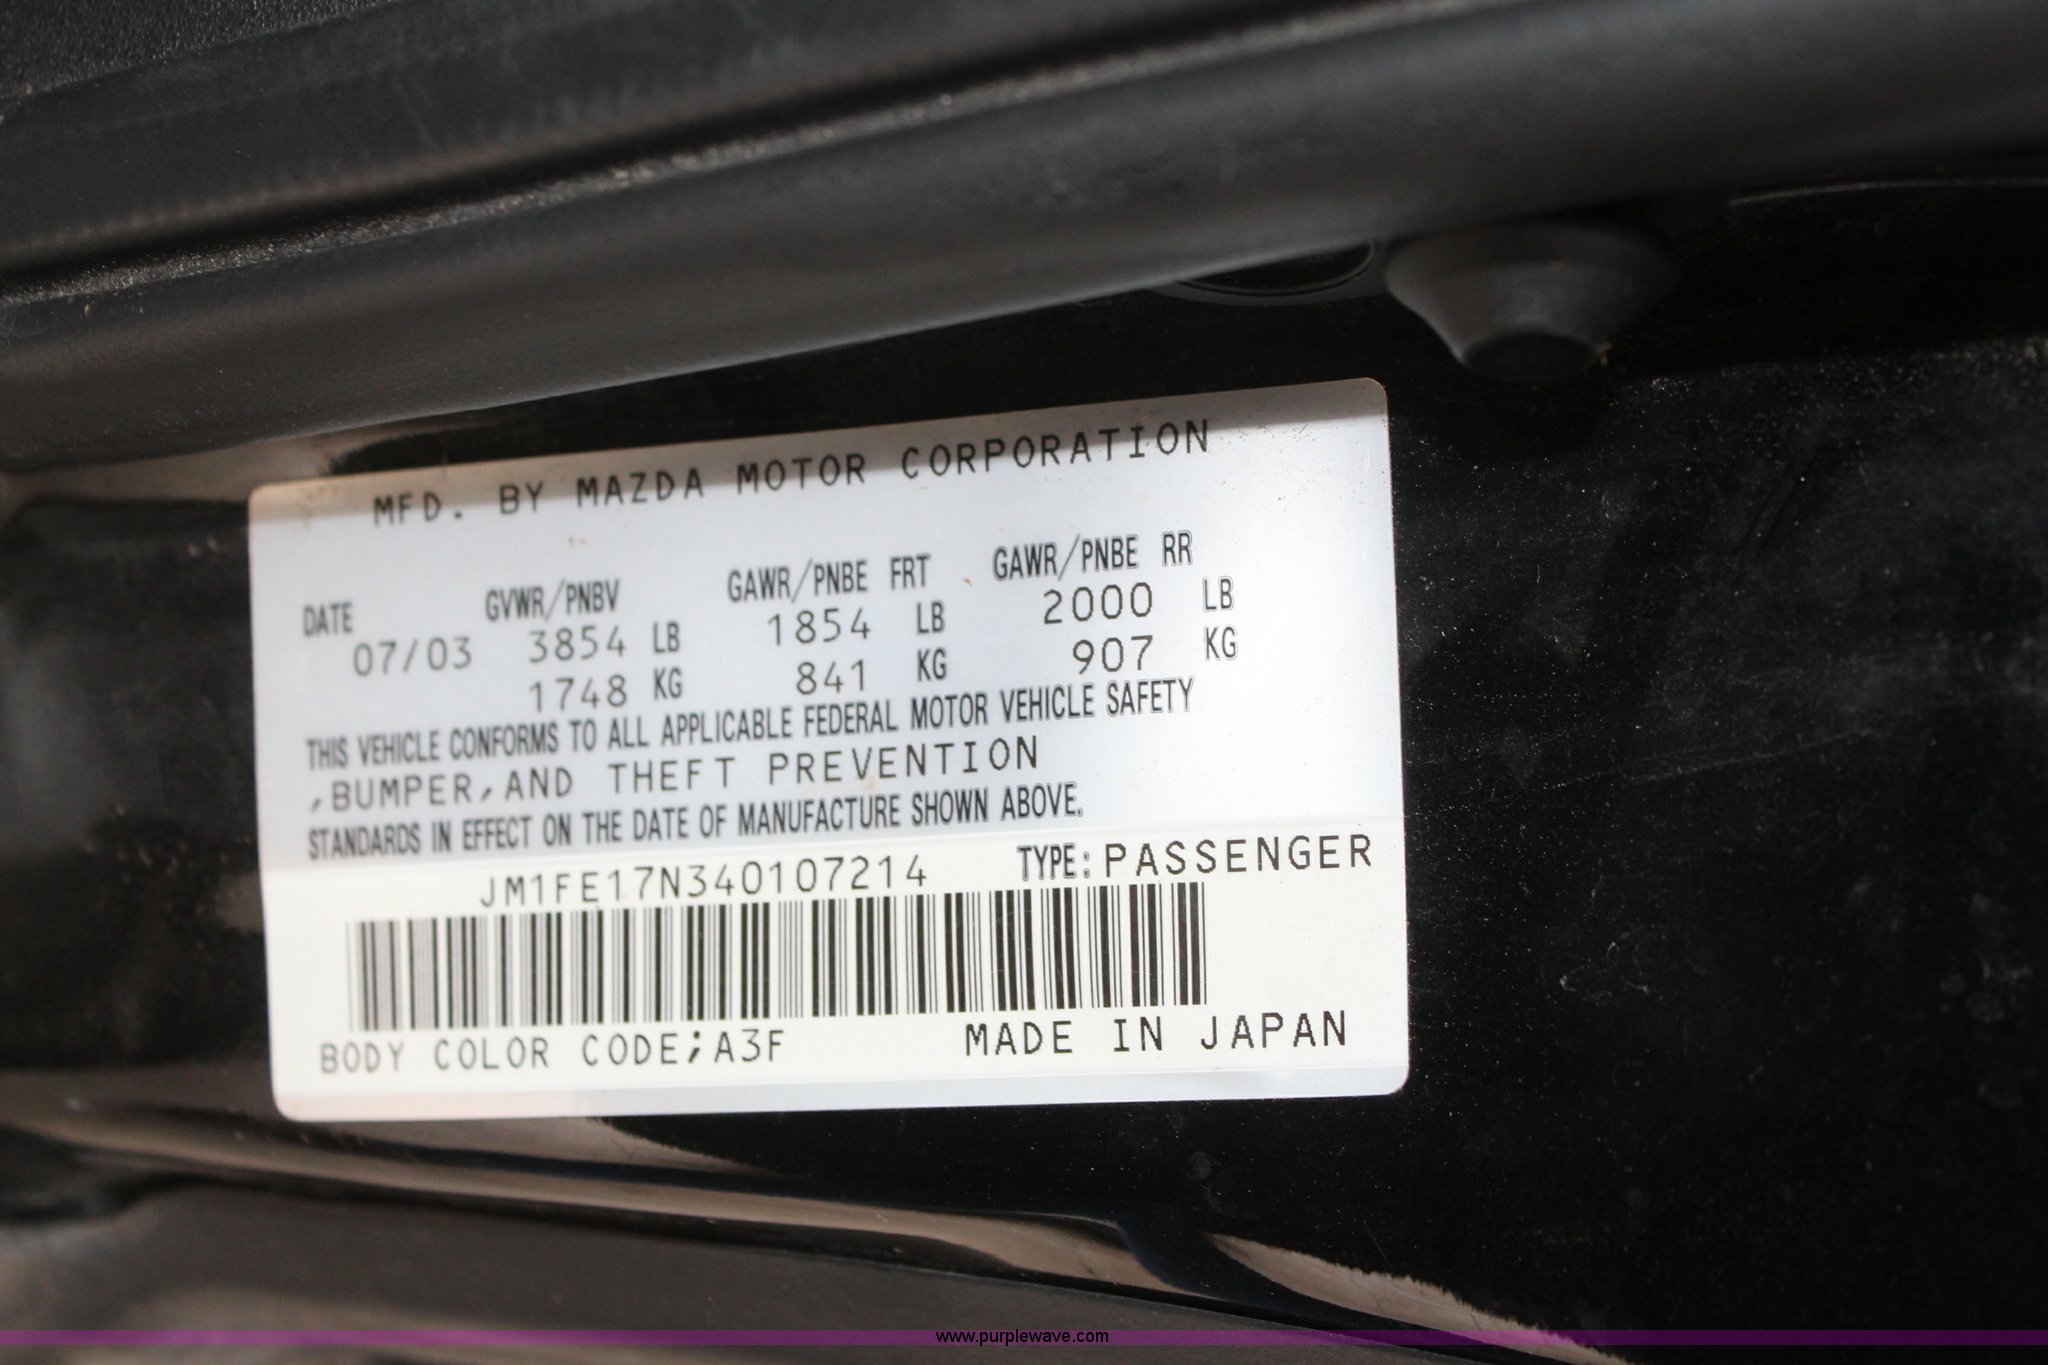 MFD. BY MAZDA MOTOR CORPORATION
DATE GVWR/PNBV GAWR/PNBE FRT GAWR/PNBE RR
07/03 3854 LB 1854 LB 2000 LB
1748 KG 841 KG 907 KG
THIS VEHICLE CONFORMS TO ALL APPLICABLE FEDERAL MOTOR VEHICLE SAFETY
,BUMPER,AND THEFT PREVENTION
STANDARDS IN EFFECT ON THE DATE OF MANUFACTURE SHOWN ABOVE.
JM1FE17N340107214 TYPE: PASSENGER
BODY COLOR CODE;A3F MADE IN JAPAN
www.purplewave.com